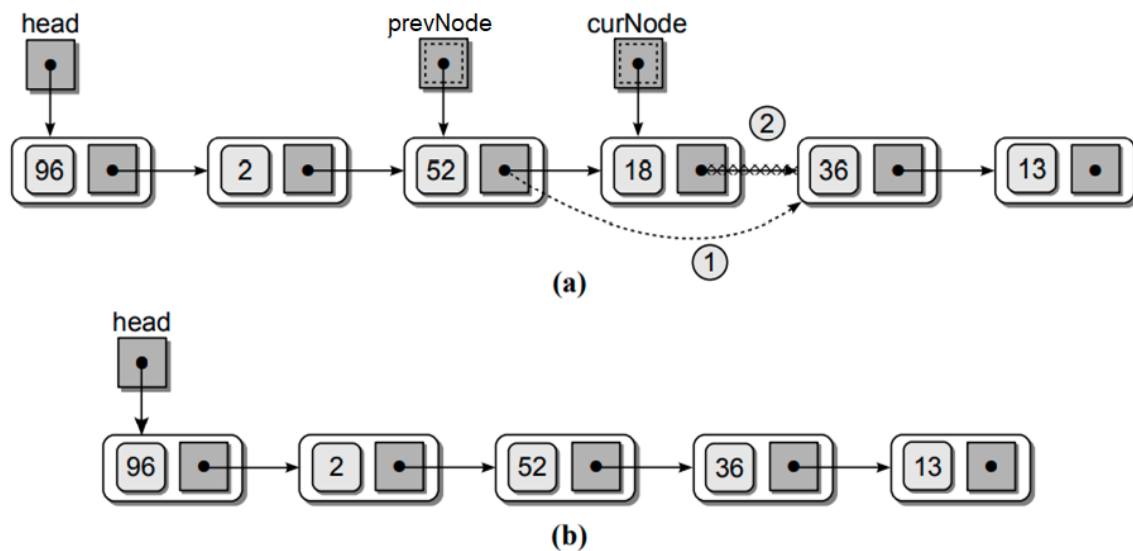 head prevNode curNode
2
96 2 52 18 36 13
1
(a)
head
96 2 52 36 13
(b)